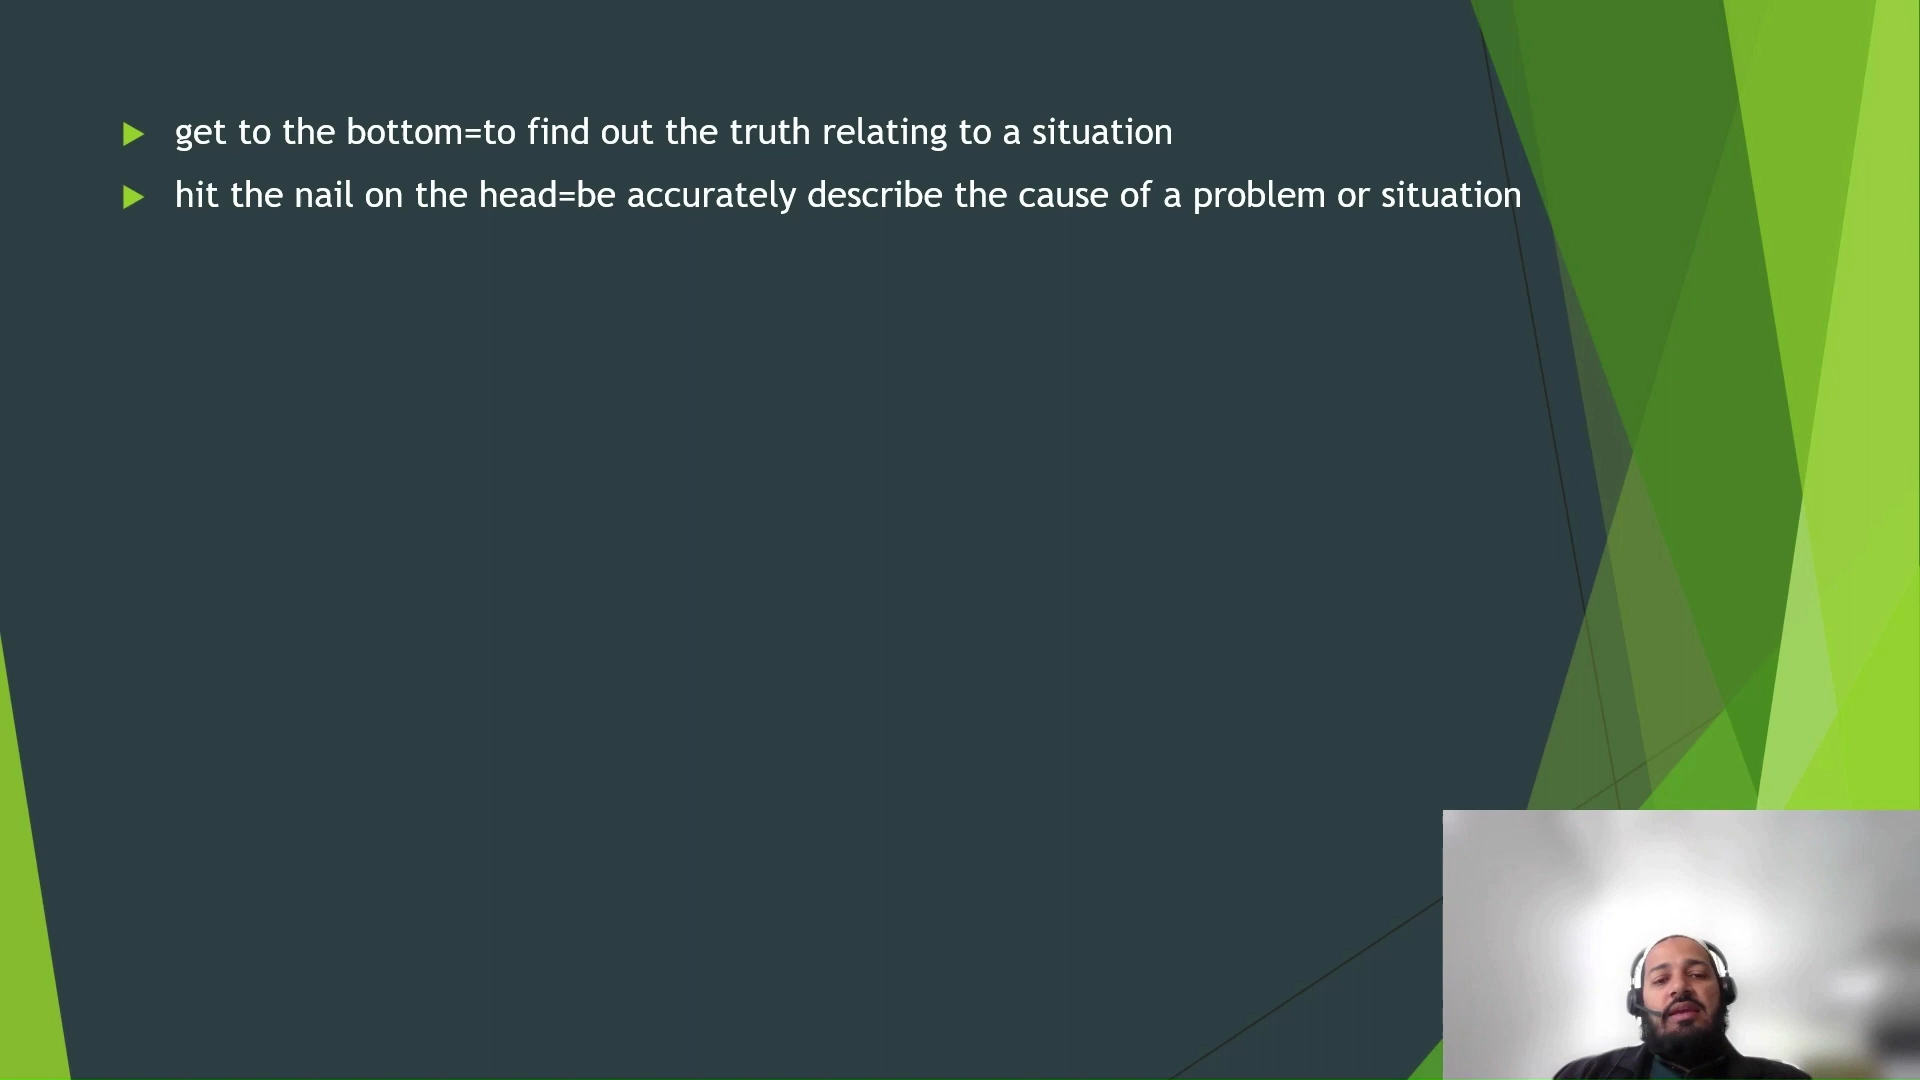 get to the bottom=to find out the truth relating to a situation
hit the nail on the head=be accurately describe the cause of a problem or situation